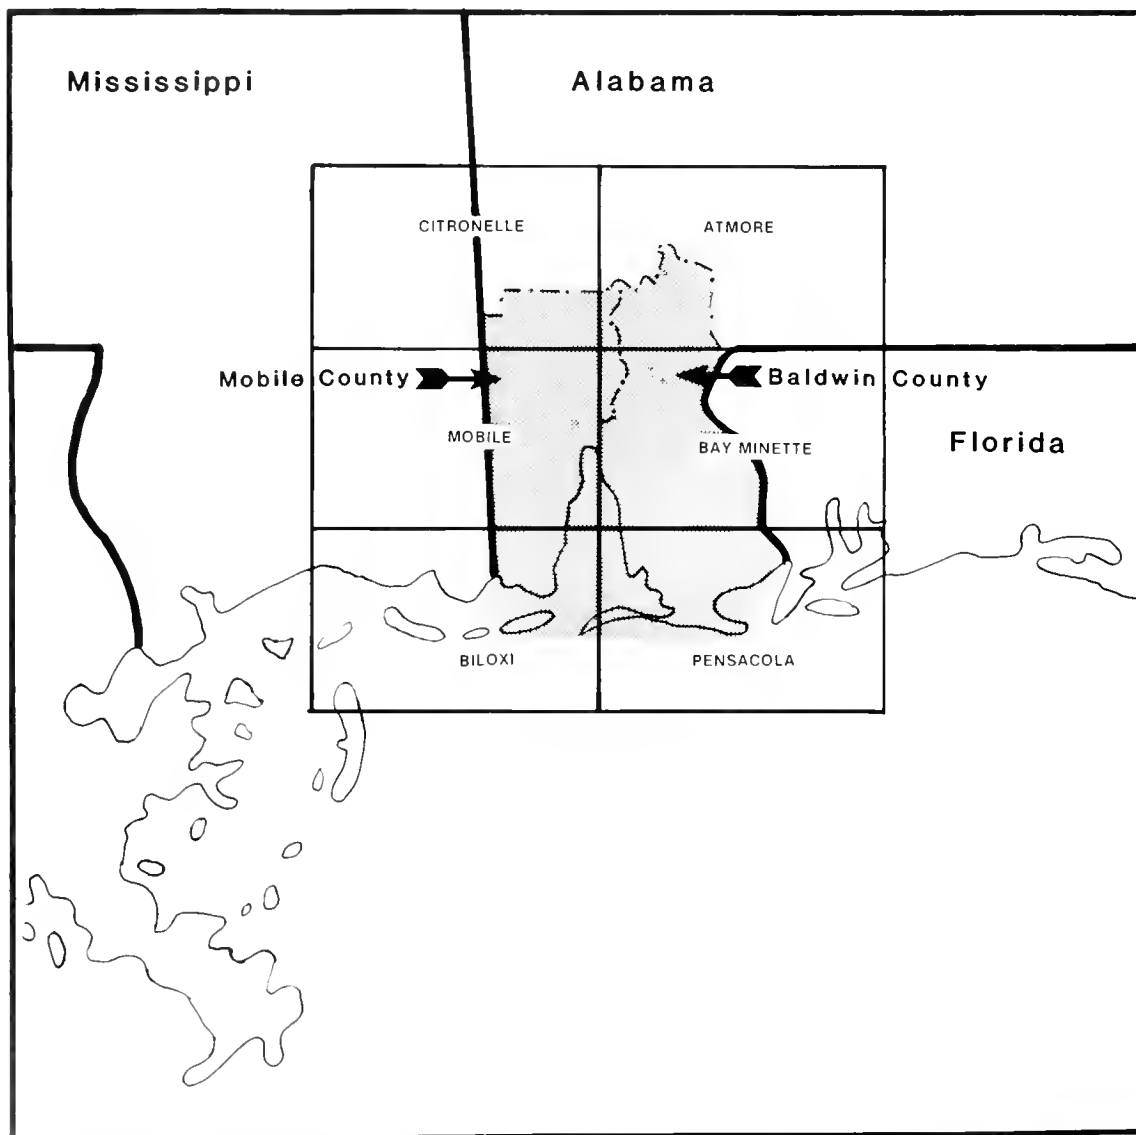 Mississippi
Alabama
CITRONELLE
ATMORE
Mobile County
Baldwin County
MOBILE
BAY MINETTE
Florida
BILOXI
PENSACOLA